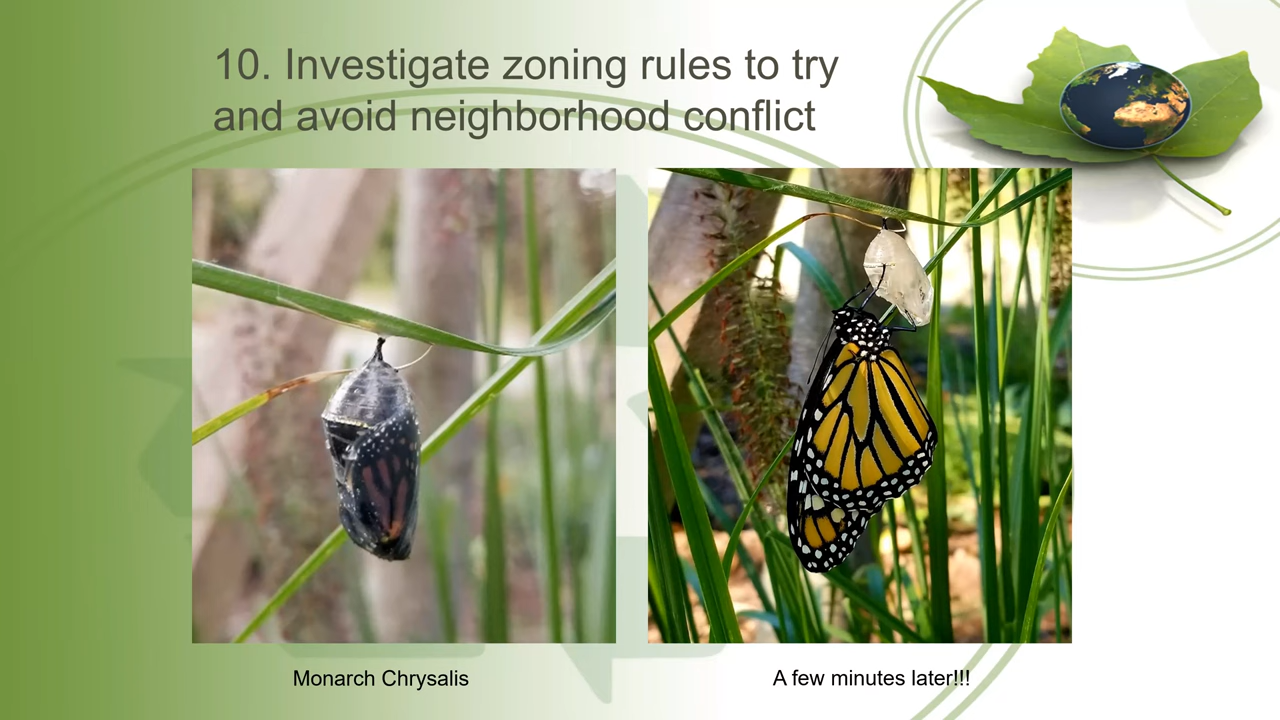 10. Investigate zoning rules to try
and avoid neighborhood conflict
Monarch Chrysalis
A few minutes later!!!